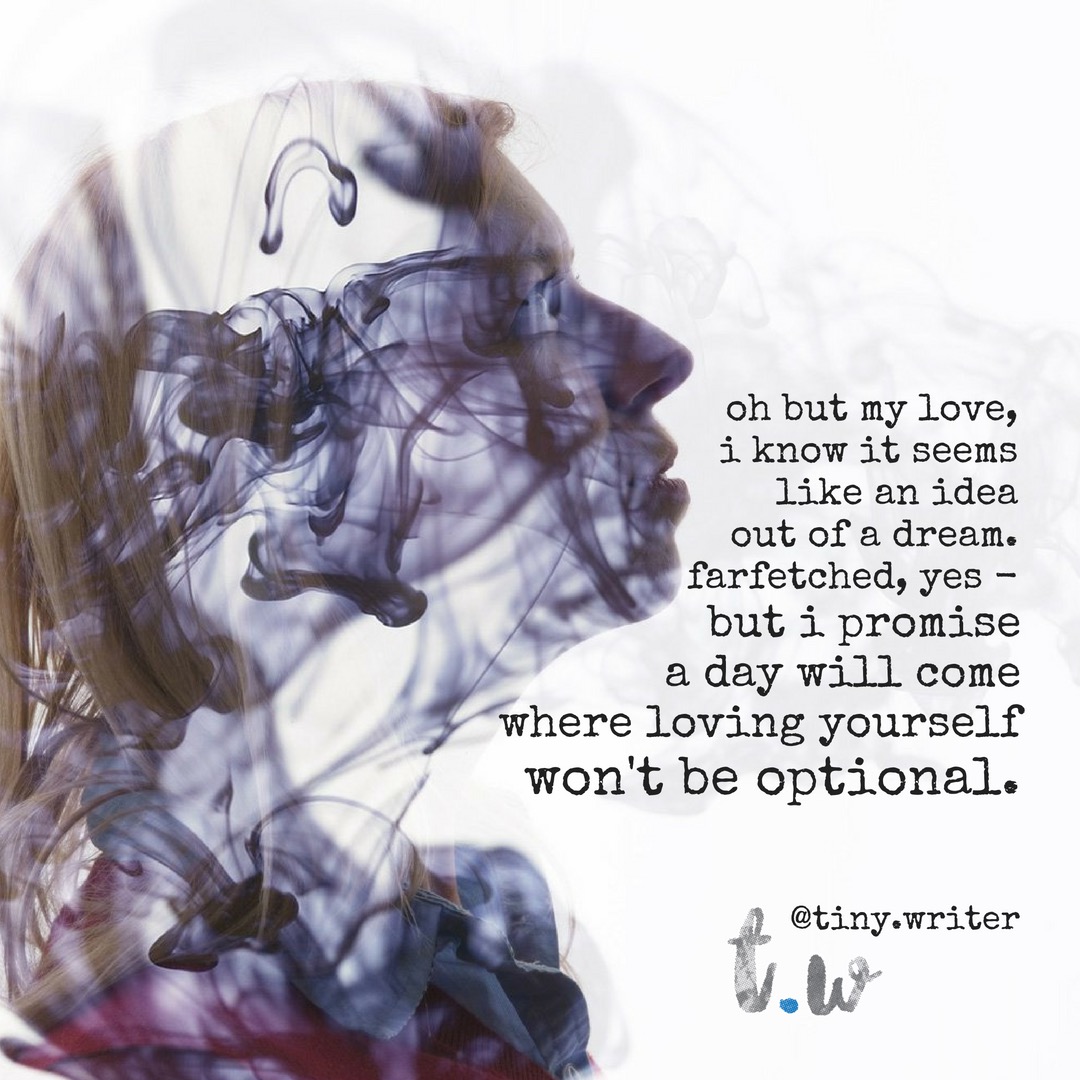 oh but my love,
i know it seems
like an idea
out of a dream.
farfetched, yes -
but i promise
a day will come
where loving yourself
won't be optional.
@tiny.writer
t.w